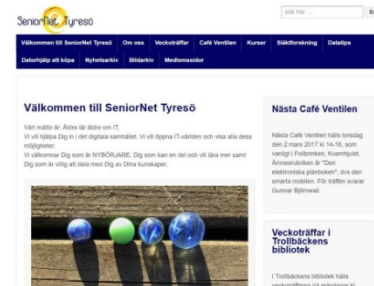 SeniorNet Tyresö
sök här ...
Välkommen till SeniorNet Tyresö Om oss Veckoträffar Café Ventilen Kurser Släktforskning Datatips
Datorhjälp att köpa Nyhetsarkiv Bildarkiv Medlemssidor
Välkommen till SeniorNet Tyresö
Vårt mått är: Äldre lär äldre om IT.
Vi vill hjälpa Dig in i det digitala samhället. Vi vill öppna IT-världen och visa alla dess
möjligheter.
Vi välkomnar Dig som är NYBÖRJARE, Dig som kan en del och vill lära mer samt
Dig som är villig att dela med Dig av Dina kunskaper.
Nästa Café Ventilen
Nästa Café Ventilen hålls torsdag
den 2 mars 2017 kl 14-16, som
vanligt i Folkrinken, Kvarnhjulet.
Ämnesrubriken är "Den
elektroniska plånboken", dvs den
smarta mobilen. För träffen svarar
Gunnar Björnwall.
Veckoträffar i
Trollbäckens
bibliotek
I Trollbäckens bibliotek hålls